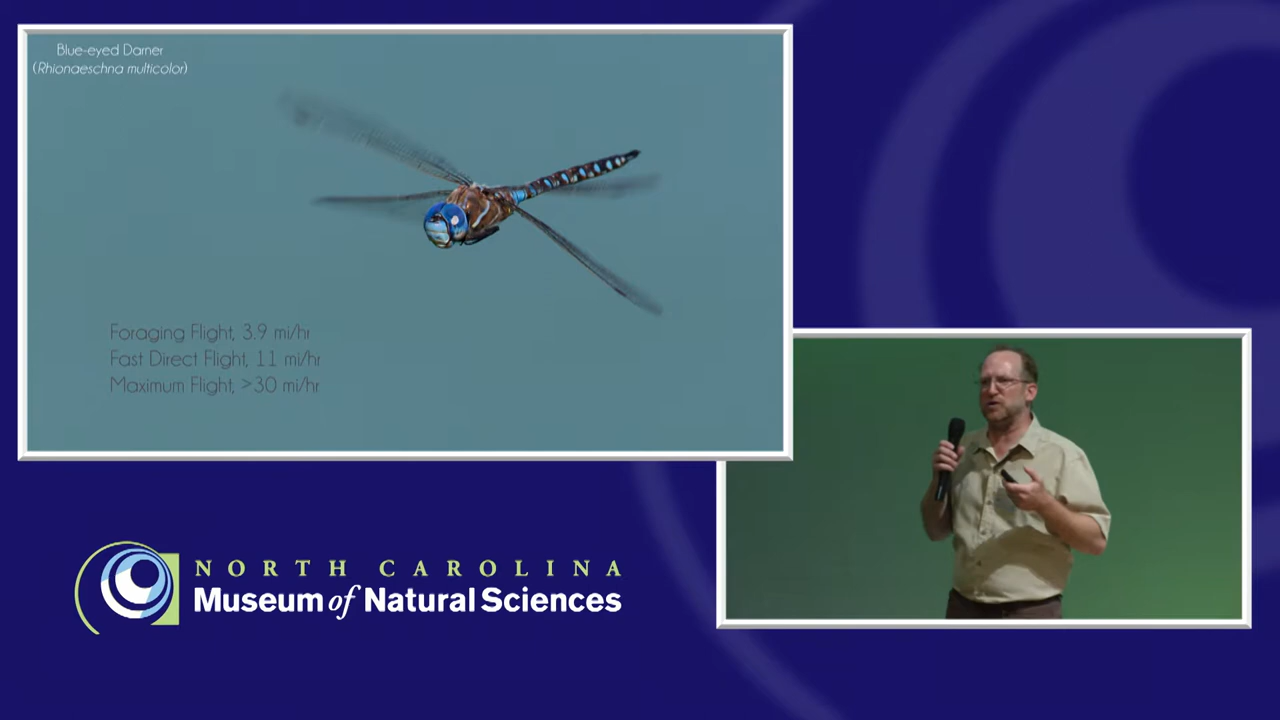 Blue-eyed Darner
(Rhionaeschna multicolor)
Foraging Flight, 3.9 mi/hr
Fast Direct Flight, 11 mi/hr
Maximum Flight, >30 mi/hr
NORTH CAROLINA
Museum of Natural Sciences